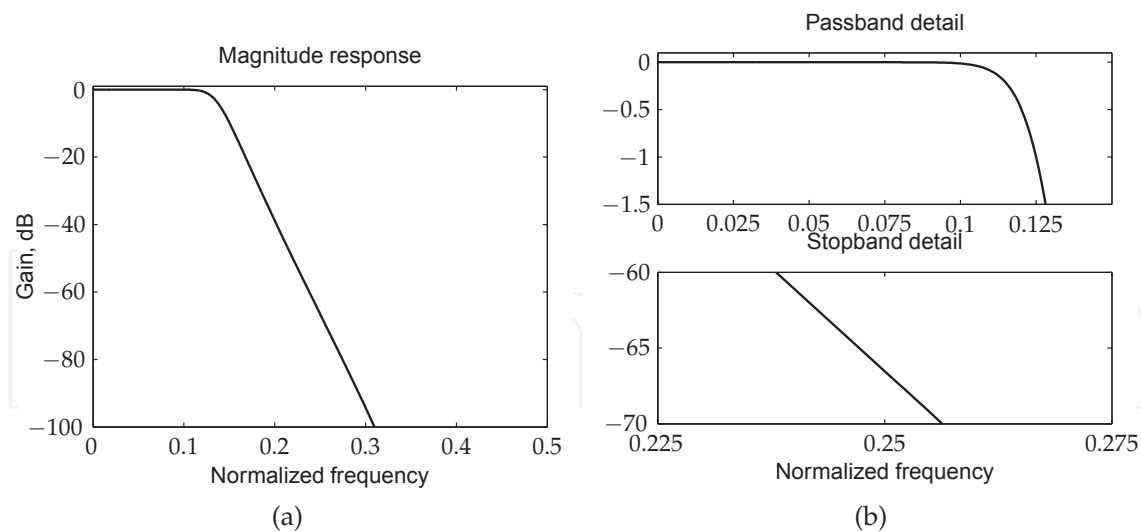 Magnitude response
Gain, dB
0
−20
−40
−60
−80
−100
0 0.1 0.2 0.3 0.4 0.5
Normalized frequency
(a)
Passband detail
0
−0.5
−1
−1.5
0 0.025 0.05 0.075 0.1 0.125
Stopband detail
−60
−65
−70
0.225 0.25 0.275
Normalized frequency
(b)